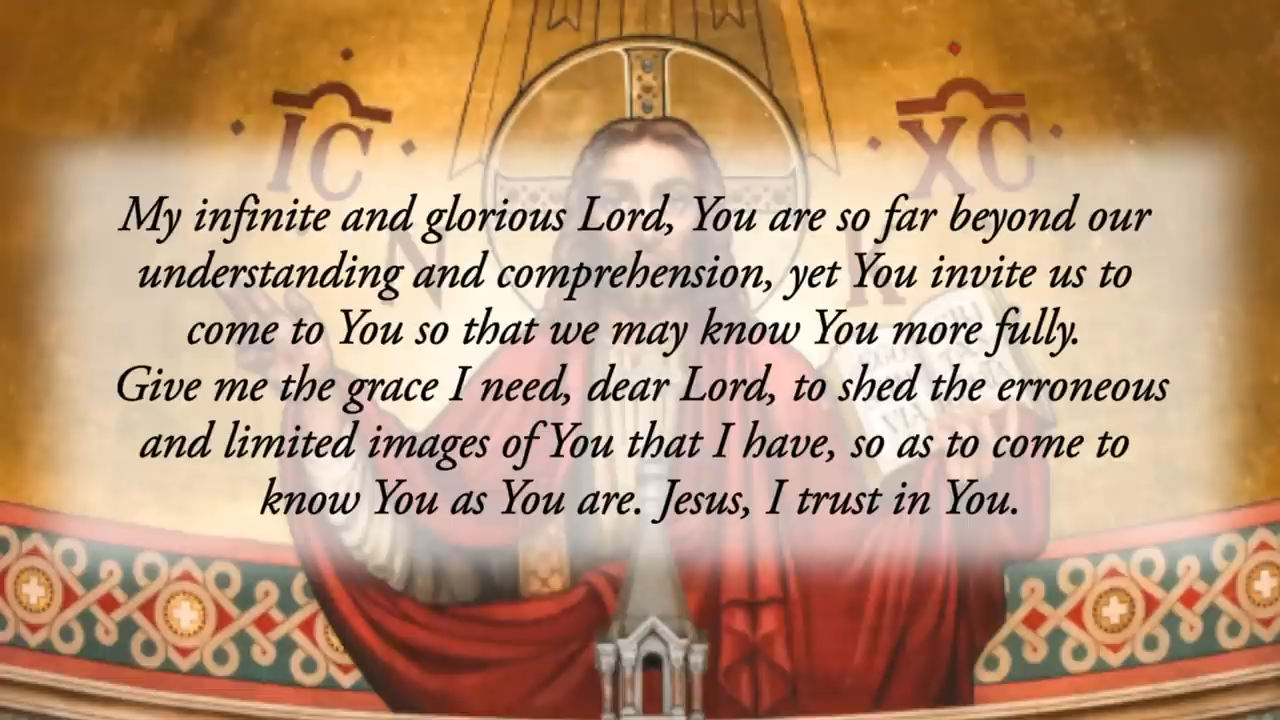 IC XC
My infinite and glorious Lord, You are so far beyond our
understanding and comprehension, yet You invite us to
come to You so that we may know You more fully.
Give me the grace I need, dear Lord, to shed the erroneous
and limited images of You that I have, so as to come to
know You as You are. Jesus, I trust in You.